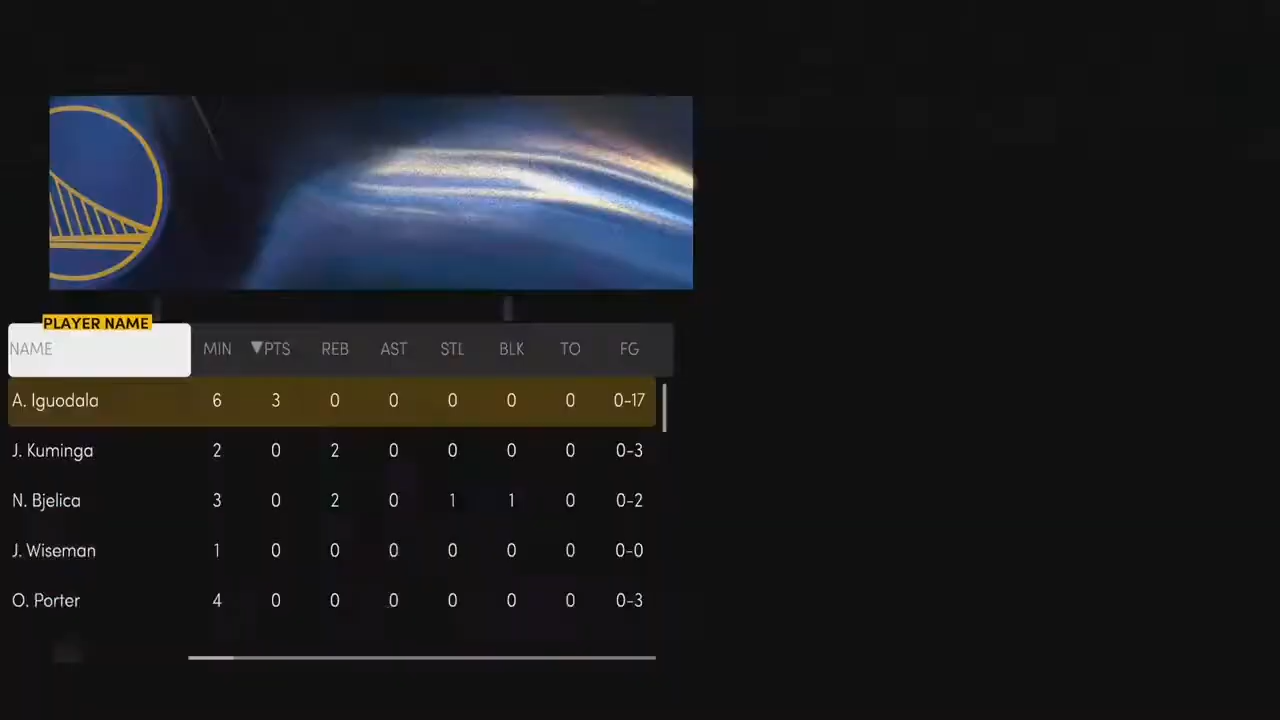 PLAYER NAME
NAME MIN ▼PTS REB AST STL BLK TO FG
A. Iguodala 6 3 0 0 0 0 0 0-17
J. Kuminga 2 0 2 0 0 0 0 0-3
N. Bjelica 3 0 2 0 1 1 0 0-2
J. Wiseman 1 0 0 0 0 0 0 0-0
O. Porter 4 0 0 0 0 0 0 0-3